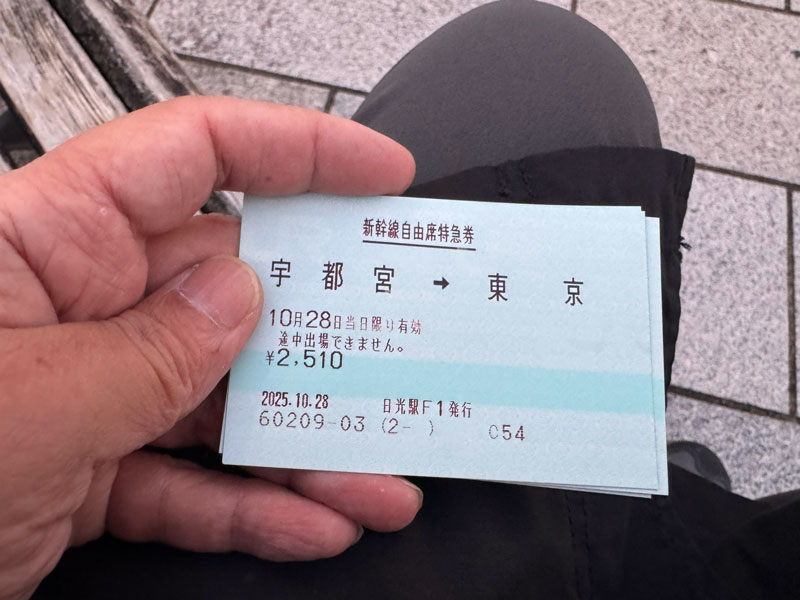 新幹線自由席特急券
宇都宮 → 東京
10月28日当日限り有効
途中出場できません。
¥2,510
2025.10.28 日光駅F1発行
60209-03 (2- ) C54